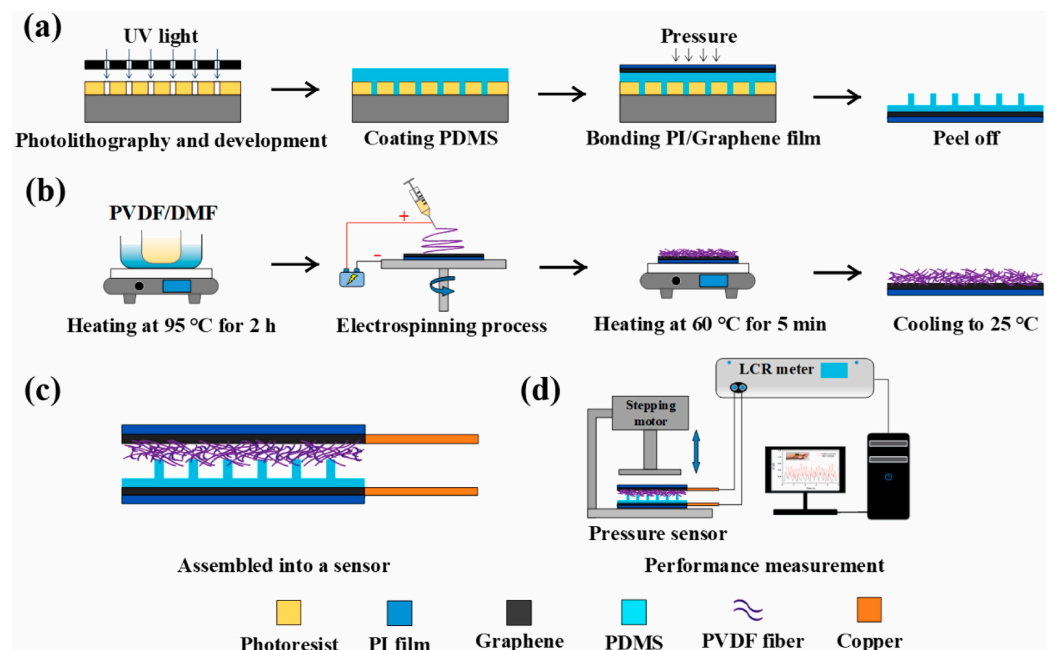 (a)
UV light
Pressure
Photolithography and development
Coating PDMS
Bonding PI/Graphene film
Peel off
(b)
PVDF/DMF
+
−
Heating at 95 °C for 2 h
Electrospinning process
Heating at 60 °C for 5 min
Cooling to 25 °C
(c)
(d)
LCR meter
Stepping
motor
Pressure sensor
Assembled into a sensor
Performance measurement
Photoresist
PI film
Graphene
PDMS
PVDF fiber
Copper